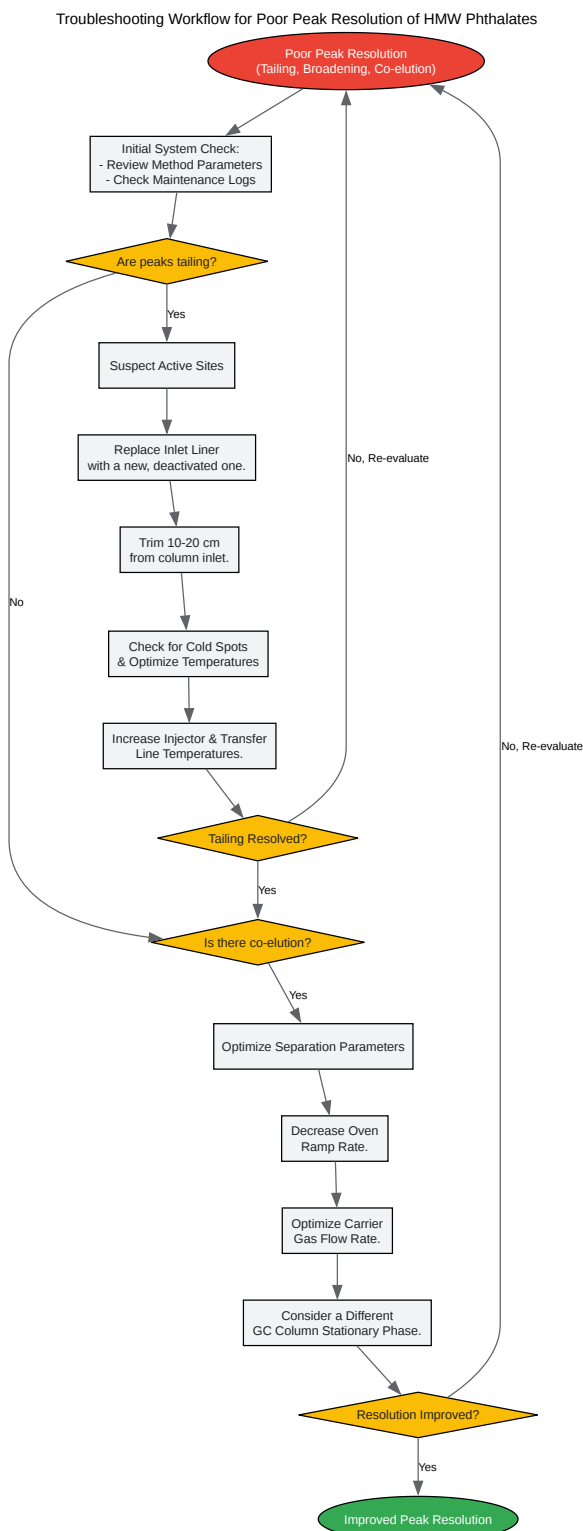 Troubleshooting Workflow for Poor Peak Resolution of HMW Phthalates
Poor Peak Resolution
(Tailing, Broadening, Co-elution)
Initial System Check:
- Review Method Parameters
- Check Maintenance Logs
Are peaks tailing?
Yes
Suspect Active Sites
Replace Inlet Liner
with a new, deactivated one.
No, Re-evaluate
Trim 10-20 cm
from column inlet.
No
Check for Cold Spots
& Optimize Temperatures
Increase Injector & Transfer
Line Temperatures.
No, Re-evaluate
Tailing Resolved?
Yes
Is there co-elution?
Yes
Optimize Separation Parameters
Decrease Oven
Ramp Rate.
Optimize Carrier
Gas Flow Rate.
Consider a Different
GC Column Stationary Phase.
Resolution Improved?
Yes
Improved Peak Resolution